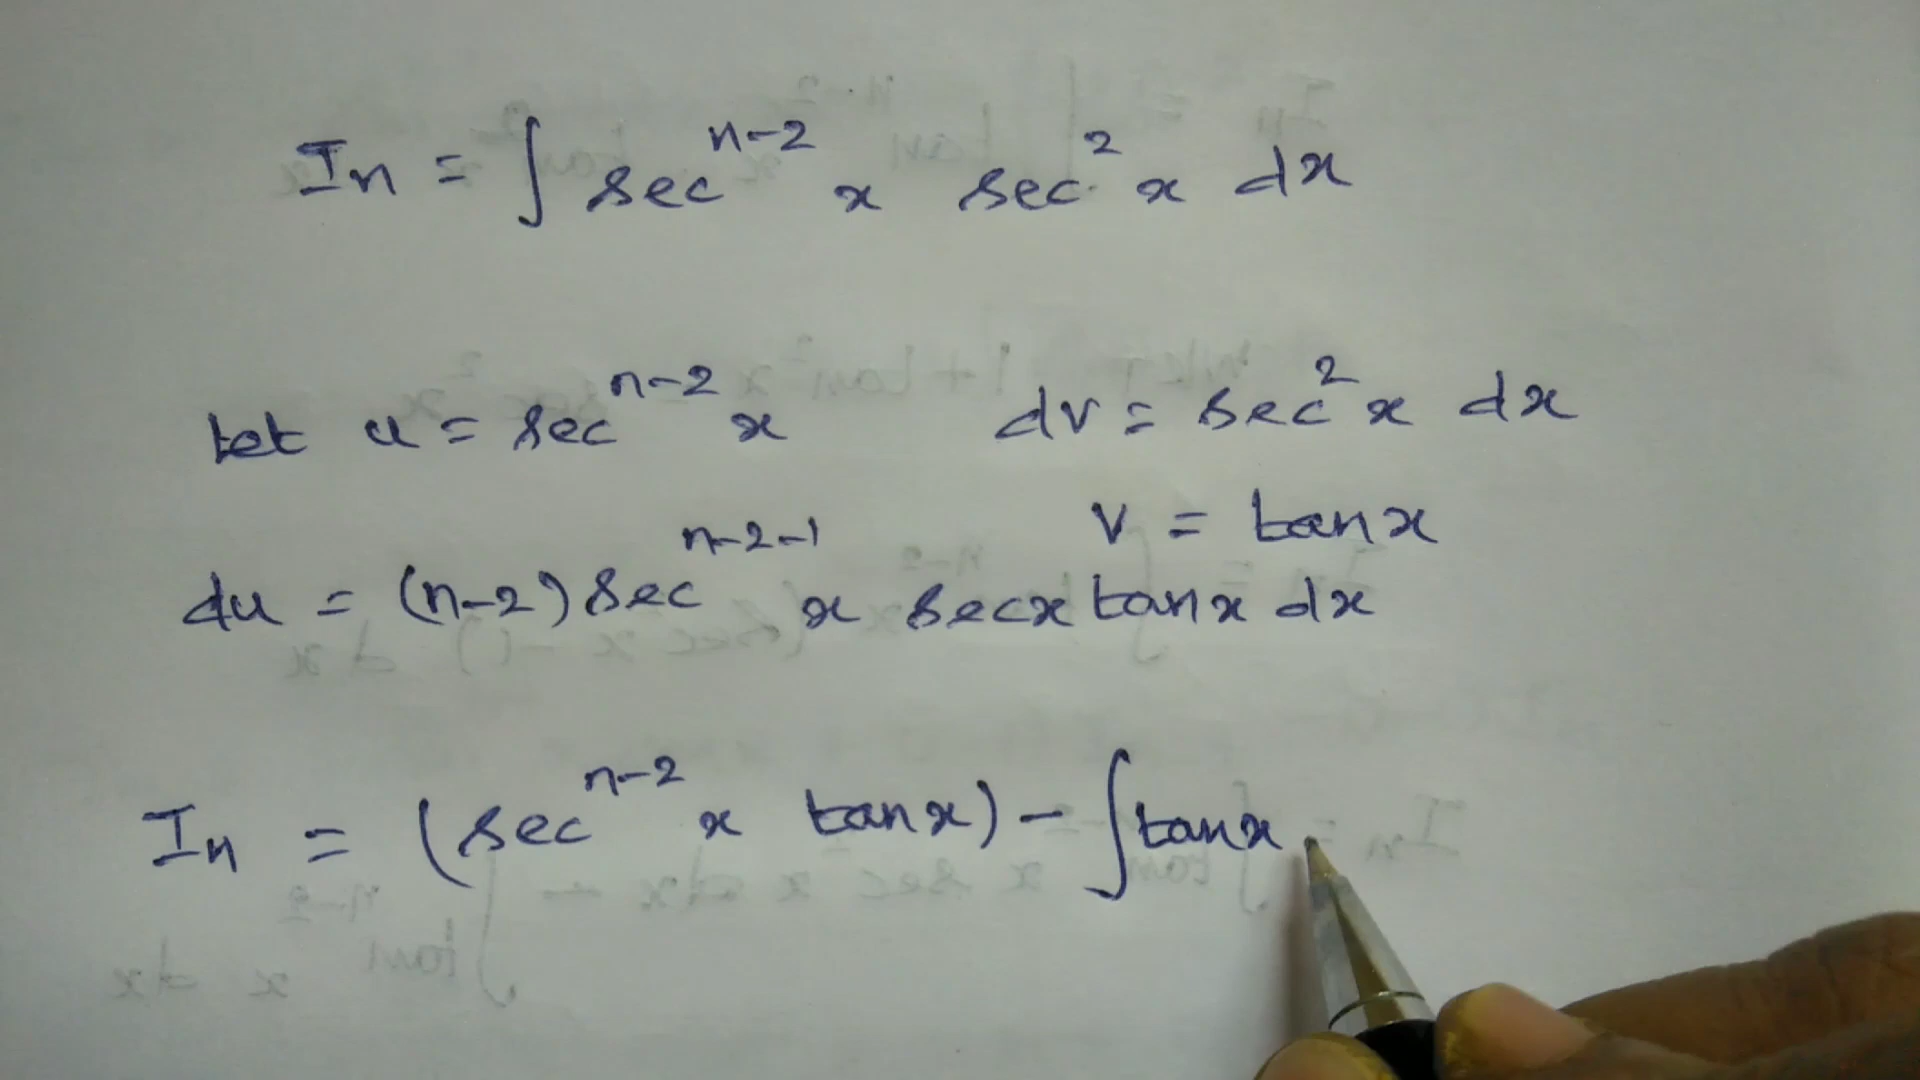 In = ∫ sec^{n-2} x sec^2 x dx
let u = sec^{n-2} x dv = sec^2 x dx
v = tan x
du = (n-2) sec^{n-2-1} x sec x tan x dx
In = (sec^{n-2} x tan x) - ∫ tan x